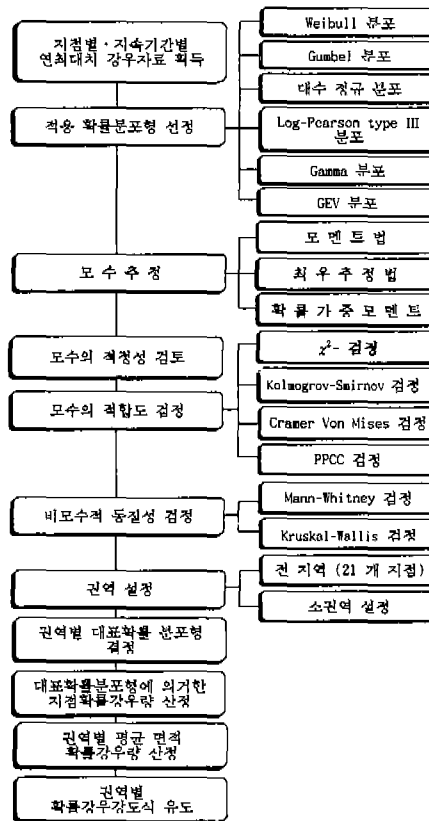 지점별·지속기간별
연최대치 강우자료 획득
적용 확률분포형 선정
Weibull 분포
Gumbel 분포
대수 정규 분포
Log-Pearson type III
분포
Gamma 분포
GEV 분포
모 수 추 정
모 멘 트 법
최 우 추 정 법
확 률 가 중 모 멘 트
모수의 적정성 검토
모수의 적합도 검정
χ²- 검정
Kolmogrov-Smirnov 검정
Cramer Von Mises 검정
PPCC 검정
비모수적 동질성 검정
Mann-Whitney 검정
Kruskal-Wallis 검정
권역 설정
전 지역 (21 개 지점)
소권역 설정
권역별 대표확률 분포형
결정
대표확률분포형에 의거한
지점확률강우량 산정
권역별 평균 면적
확률강우량 산정
권역별
확률강우강도식 유도